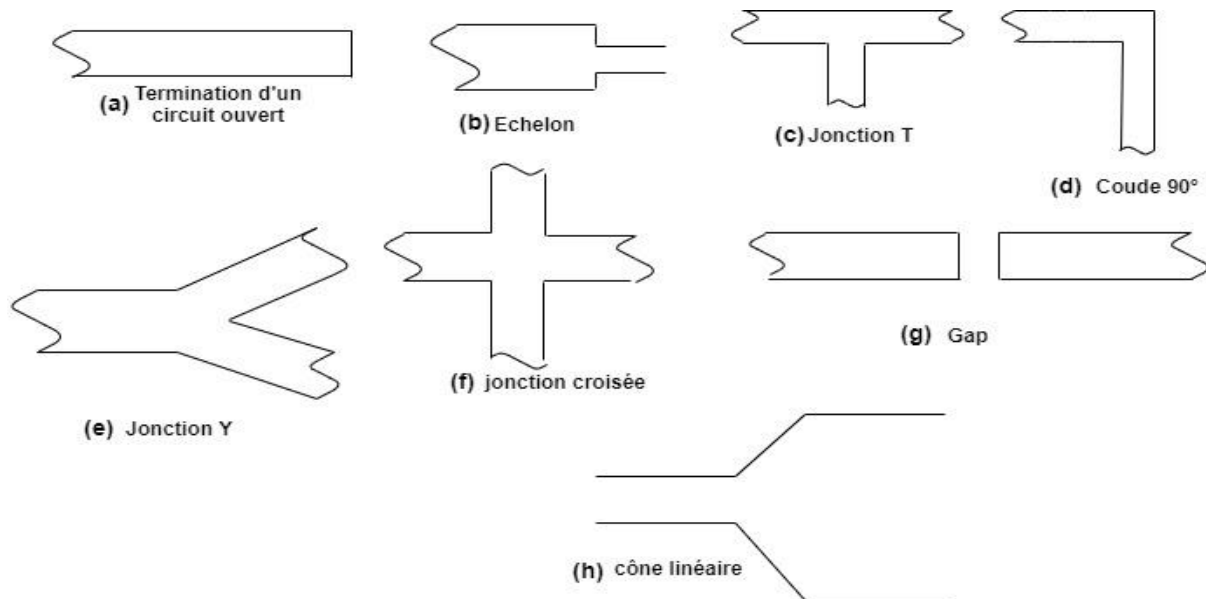 (a) Termination d'un
circuit ouvert
(b) Echelon
(c) Jonction T
(d) Coude 90°
(e) Jonction Y
(f) jonction croisée
(g) Gap
(h) cône linéaire